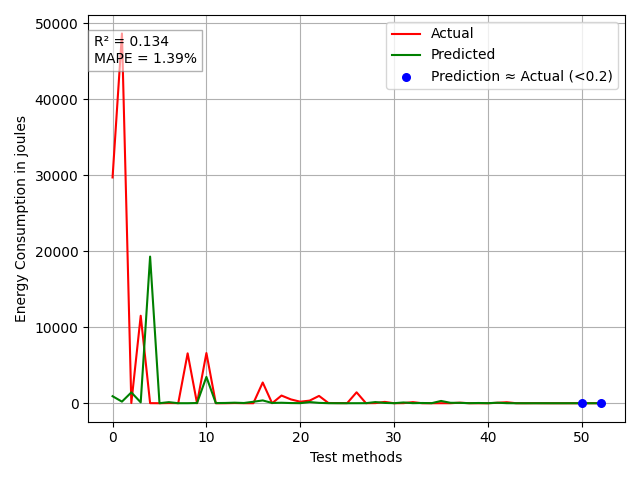 R² = 0.134
MAPE = 1.39%
Actual
Predicted
Prediction ≈ Actual (<0.2)
50000
40000
30000
20000
10000
0
Energy Consumption in joules
0
10
20
30
40
50
Test methods